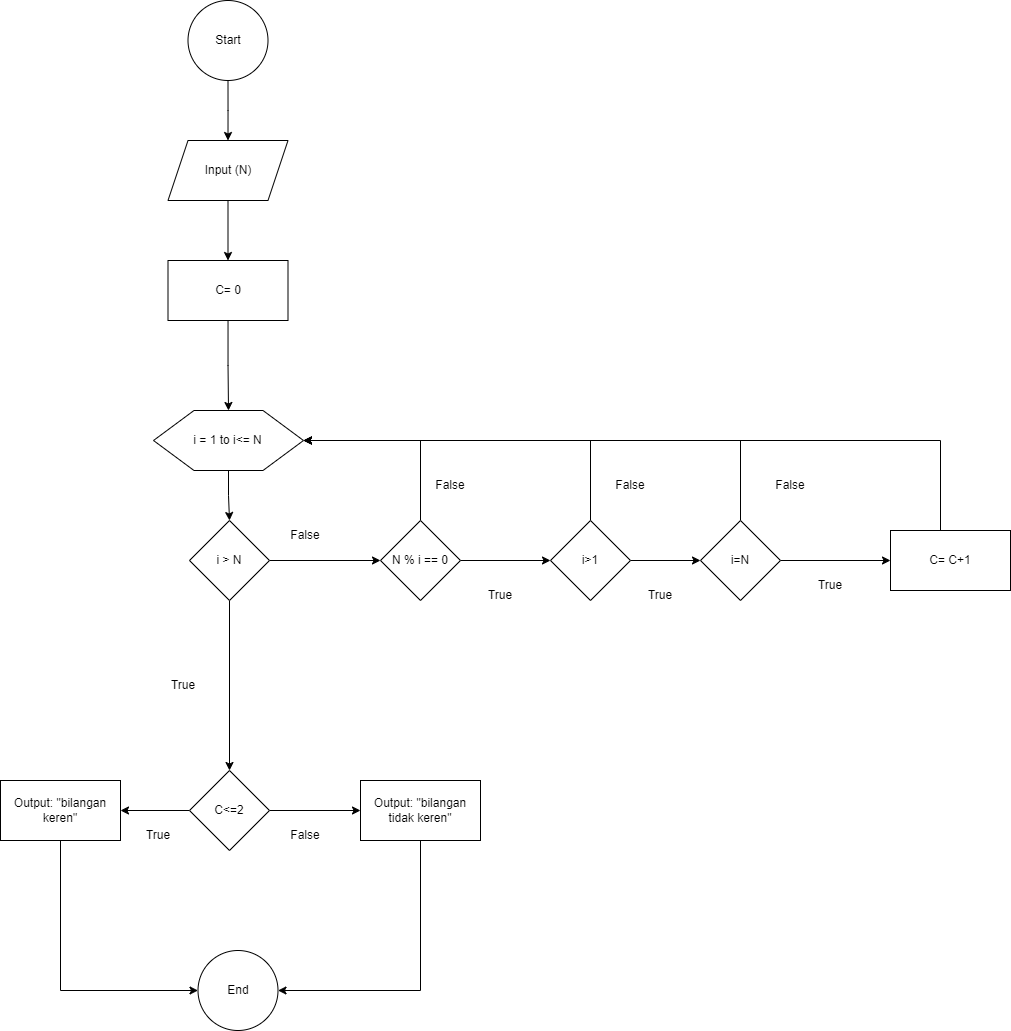 Start
Input (N)
C= 0
i = 1 to i<= N
False
False
False
False
i > N
N % i == 0
i>1
i=N
C= C+1
True
True
True
True
Output: "bilangan
keren"
C<=2
Output: "bilangan
tidak keren"
True
False
End